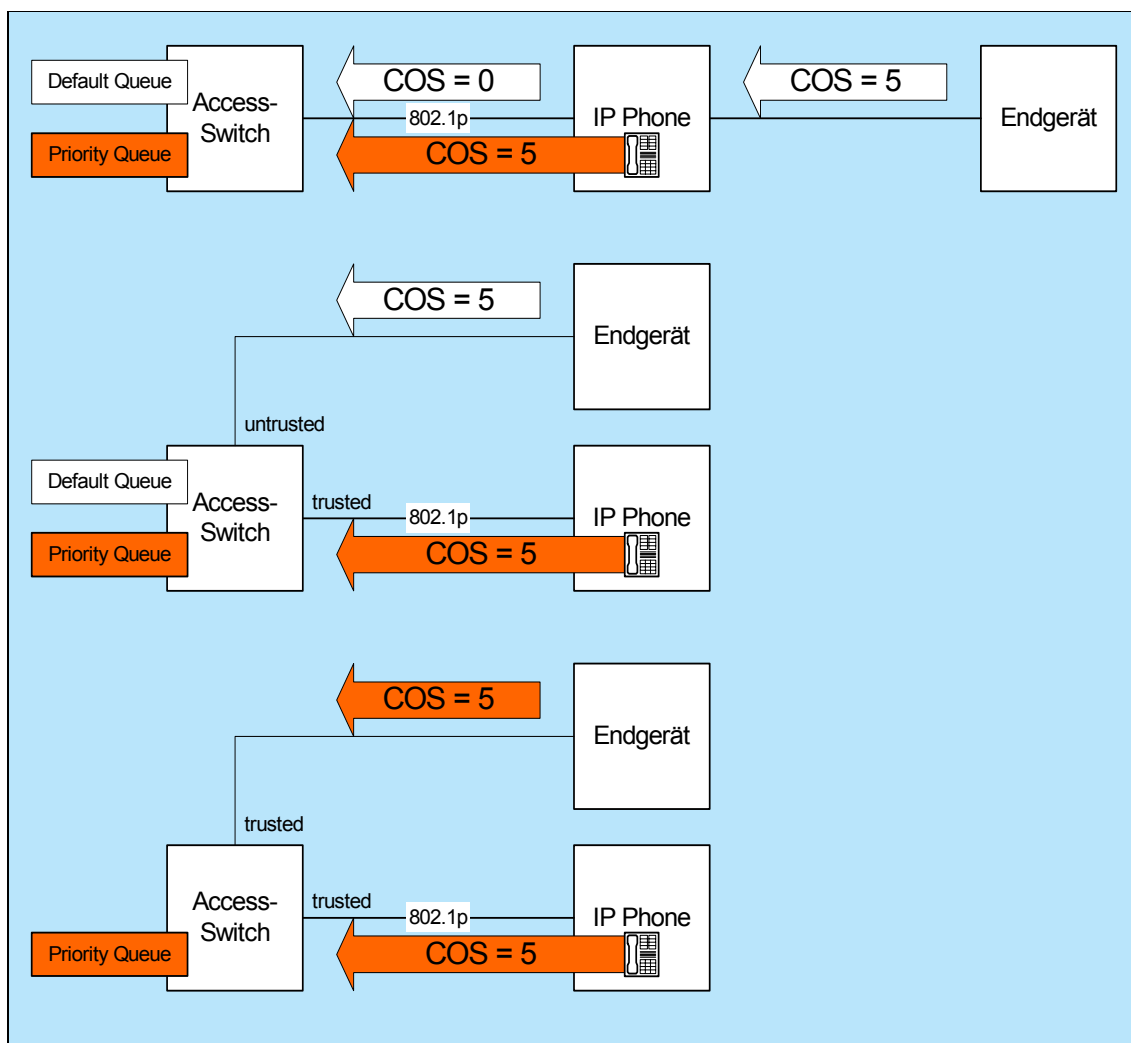 Default Queue
Access-
Switch
COS = 0
802.1p
COS = 5
IP Phone
COS = 5
Endgerät
Priority Queue
COS = 5
Endgerät
untrusted
Default Queue
Access-
Switch
trusted
802.1p
IP Phone
Priority Queue
COS = 5
COS = 5
Endgerät
trusted
Access-
Switch
trusted
802.1p
IP Phone
Priority Queue
COS = 5